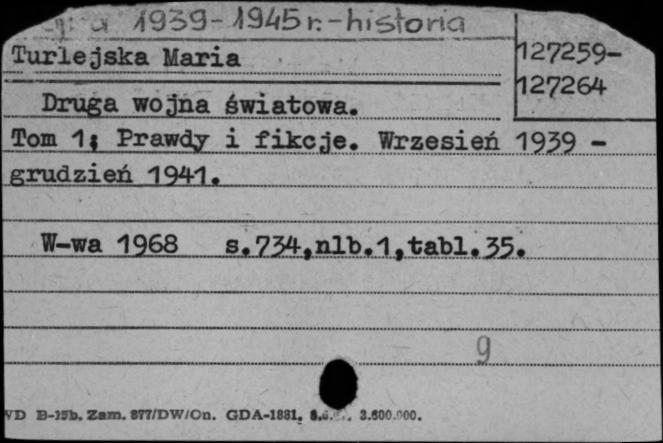 1939-1945 r.-historia
Turlejska Maria
127259-
127264
Druga wojna światowa.
Tom 1; Prawdy i fikcje. Wrzesień 1939 -
grudzień 1941.
W-wa 1968 s.734,nlb.1,tabl.35.
9
B-15b. Zam. 877/DW/On. GDA-1881. 3.600.000.